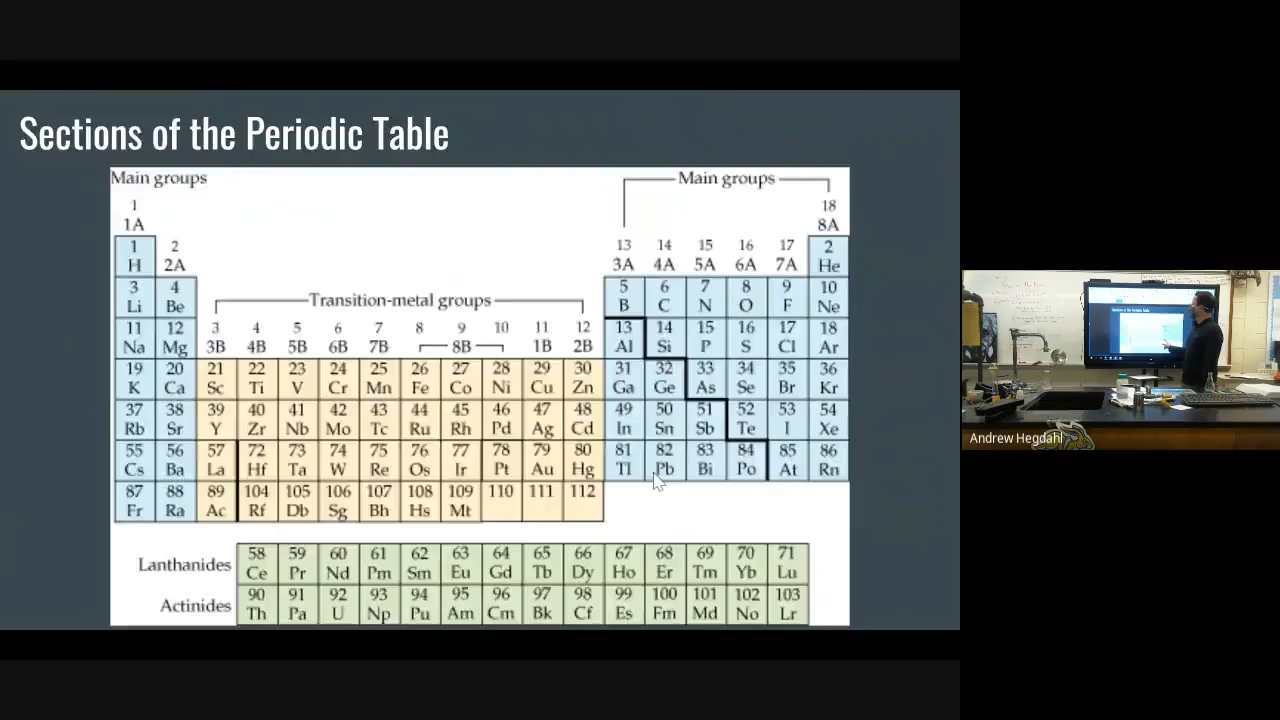 Sections of the Periodic Table
Main groups
Main groups
1
18
1A
8A
1 2 13 14 15 16 17 2
H 2A 3A 4A 5A 6A 7A He
3 4 5 6 7 8 9 10
Li Be Transition-metal groups B C N O F Ne
11 12 3 4 5 6 7 8 9 10 11 12 13 14 15 16 17 18
Na Mg 3B 4B 5B 6B 7B 8B 1B 2B Al Si P S Cl Ar
19 20 21 22 23 24 25 26 27 28 29 30 31 32 33 34 35 36
K Ca Sc Ti V Cr Mn Fe Co Ni Cu Zn Ga Ge As Se Br Kr
37 38 39 40 41 42 43 44 45 46 47 48 49 50 51 52 53 54
Rb Sr Y Zr Nb Mo Tc Ru Rh Pd Ag Cd In Sn Sb Te I Xe
55 56 57 72 73 74 75 76 77 78 79 80 81 82 83 84 85 86
Cs Ba La Hf Ta W Re Os Ir Pt Au Hg Tl Pb Bi Po At Rn
87 88 89 104 105 106 107 108 109 110 111 112
Fr Ra Ac Rf Db Sg Bh Hs Mt
58 59 60 61 62 63 64 65 66 67 68 69 70 71
Lanthanides Ce Pr Nd Pm Sm Eu Gd Tb Dy Ho Er Tm Yb Lu
90 91 92 93 94 95 96 97 98 99 100 101 102 103
Actinides Th Pa U Np Pu Am Cm Bk Cf Es Fm Md No Lr
Sections of the Periodic Table
Andrew Hegdahl